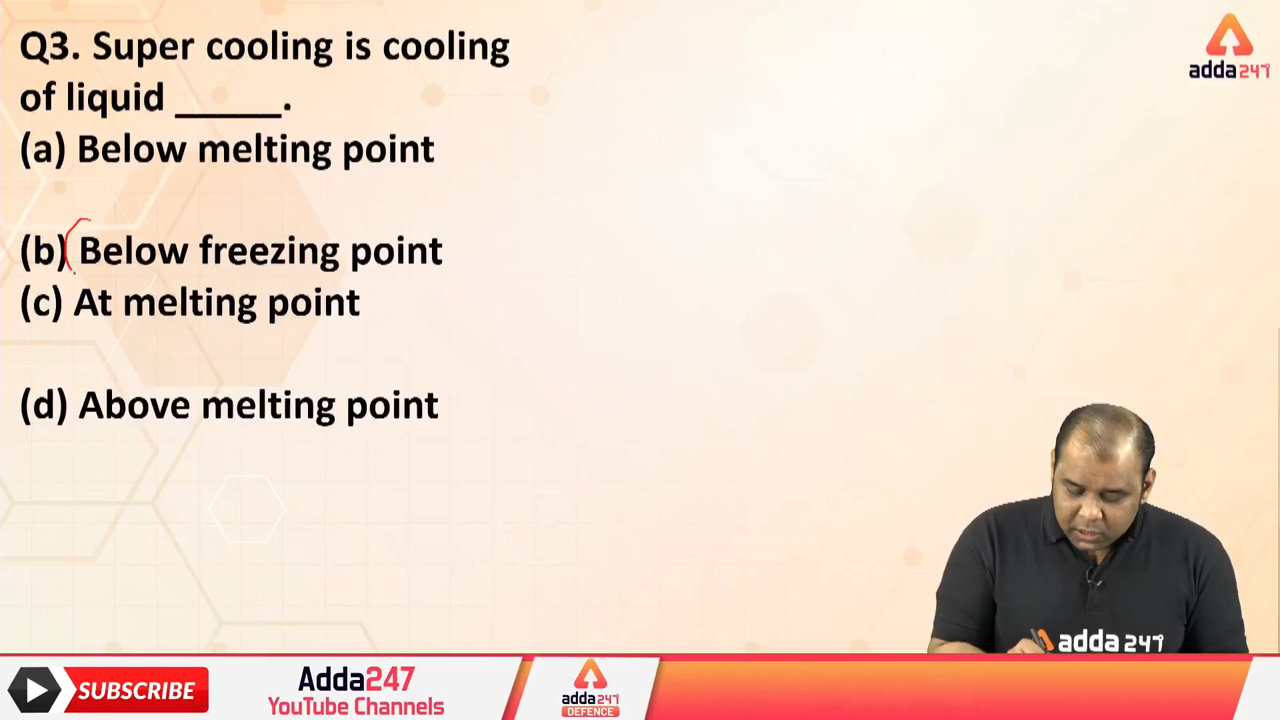 Q3. Super cooling is cooling
of liquid _____.
(a) Below melting point
(b) Below freezing point
(c) At melting point
(d) Above melting point
adda247
adda247
SUBSCRIBE
Adda247
YouTube Channels
adda247
DEFENCE